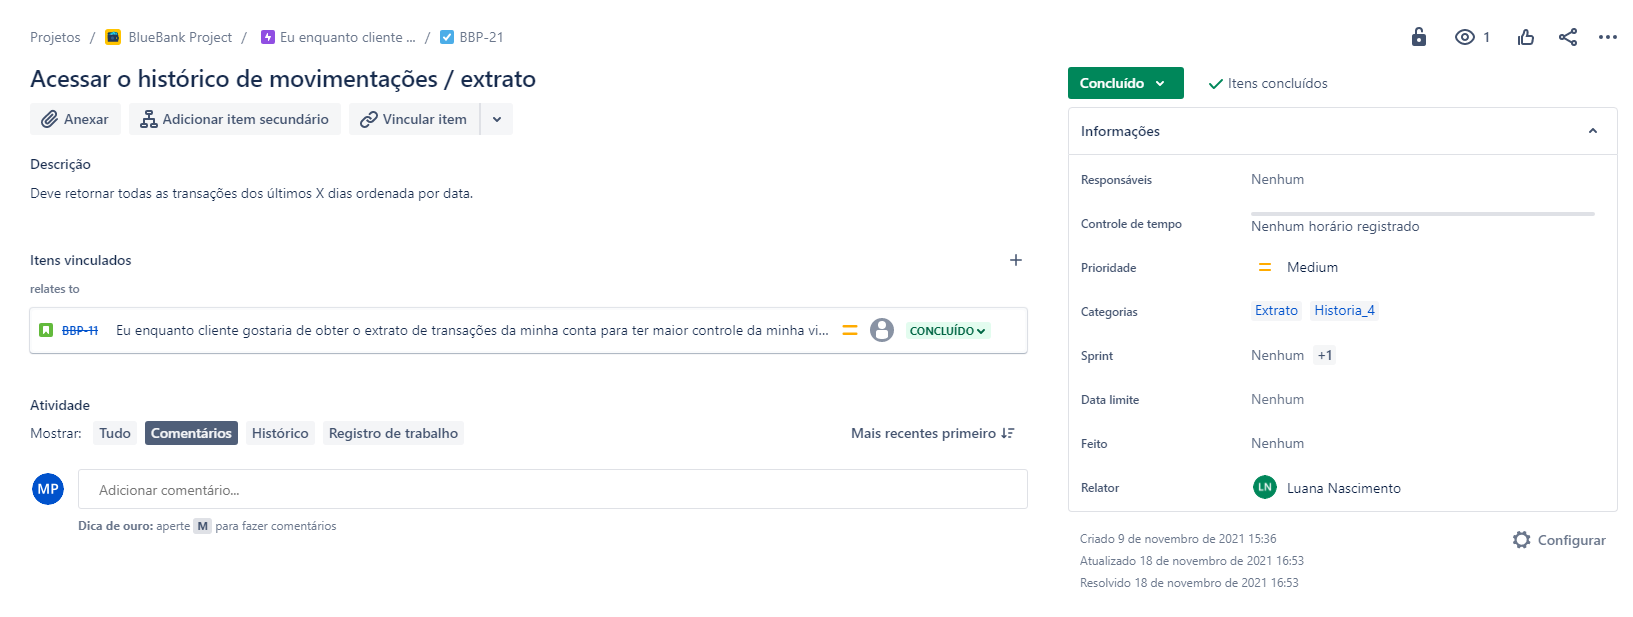 Projetos / BlueBank Project / Eu enquanto cliente ... / BBP-21
1
Acessar o histórico de movimentações / extrato
Anexar Adicionar item secundário Vincular item
Descrição
Deve retornar todas as transações dos últimos X dias ordenada por data.
Itens vinculados
relates to
BBP-11 Eu enquanto cliente gostaria de obter o extrato de transações da minha conta para ter maior controle da minha vi... CONCLUÍDO
Atividade
Mostrar: Tudo Comentários Histórico Registro de trabalho Mais recentes primeiro
MP Adicionar comentário...
Dica de ouro: aperte M para fazer comentários
Concluído Itens concluídos
Informações
Responsáveis Nenhum
Controle de tempo Nenhum horário registrado
Prioridade Medium
Categorias Extrato Historia_4
Sprint Nenhum +1
Data limite Nenhum
Feito Nenhum
Relator LN Luana Nascimento
Criado 9 de novembro de 2021 15:36
Atualizado 18 de novembro de 2021 16:53
Resolvido 18 de novembro de 2021 16:53
Configurar